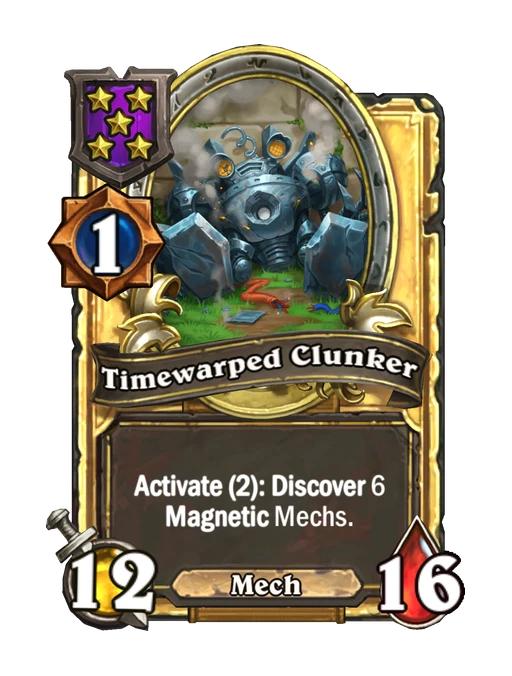 1
Timewarped Clunker
Activate (2): Discover 6
Magnetic Mechs.
12
Mech
16